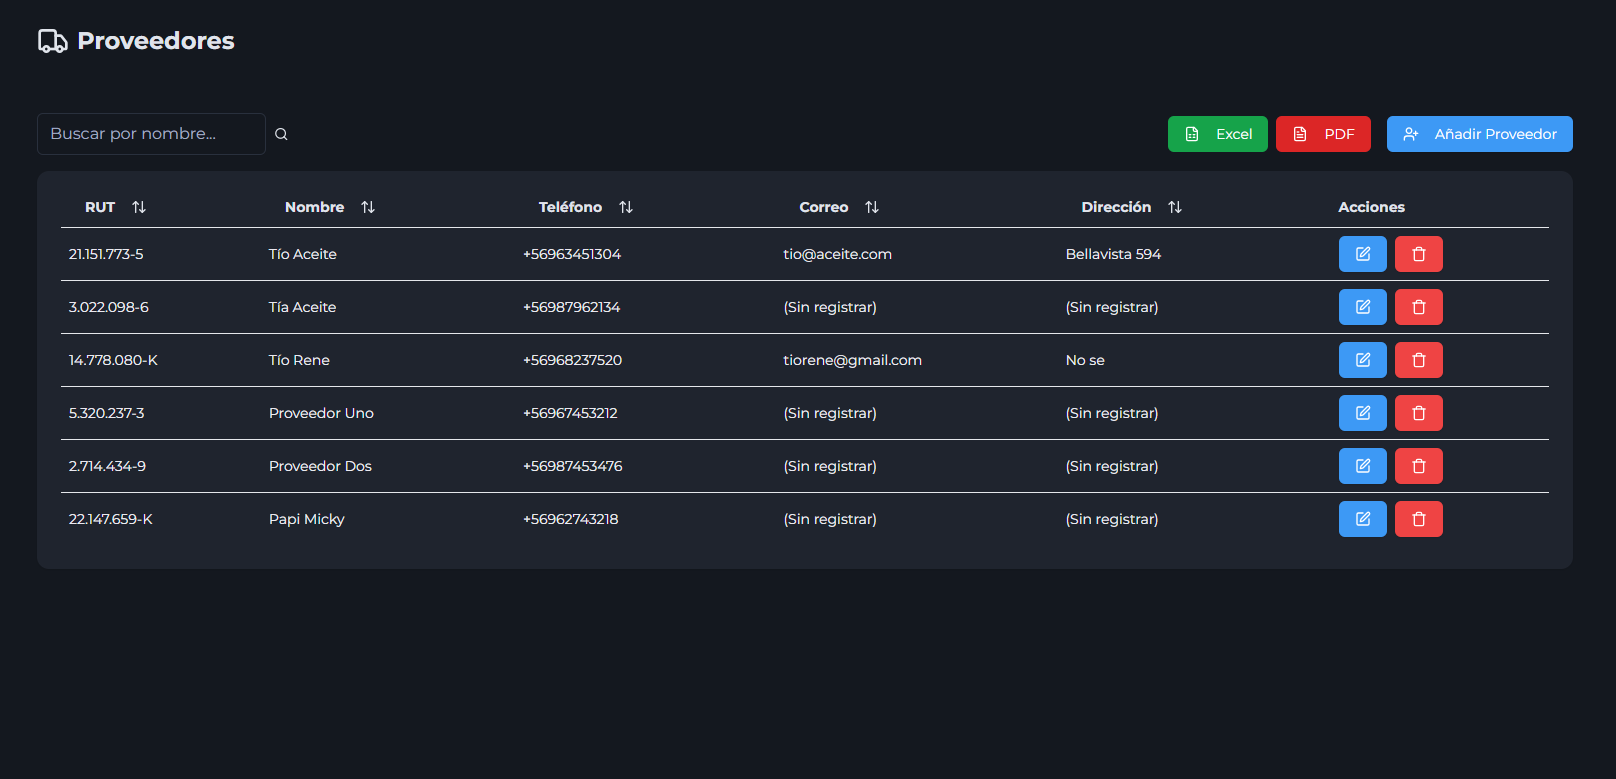 Proveedores
Buscar por nombre...
Excel PDF Añadir Proveedor
RUT Nombre Teléfono Correo Dirección Acciones
21.151.773-5 Tío Aceite +56963451304 tio@aceite.com Bellavista 594
3.022.098-6 Tía Aceite +56987962134 (Sin registrar) (Sin registrar)
14.778.080-K Tío Rene +56968237520 tiorene@gmail.com No se
5.320.237-3 Proveedor Uno +56967453212 (Sin registrar) (Sin registrar)
2.714.434-9 Proveedor Dos +56987453476 (Sin registrar) (Sin registrar)
22.147.659-K Papi Micky +56962743218 (Sin registrar) (Sin registrar)